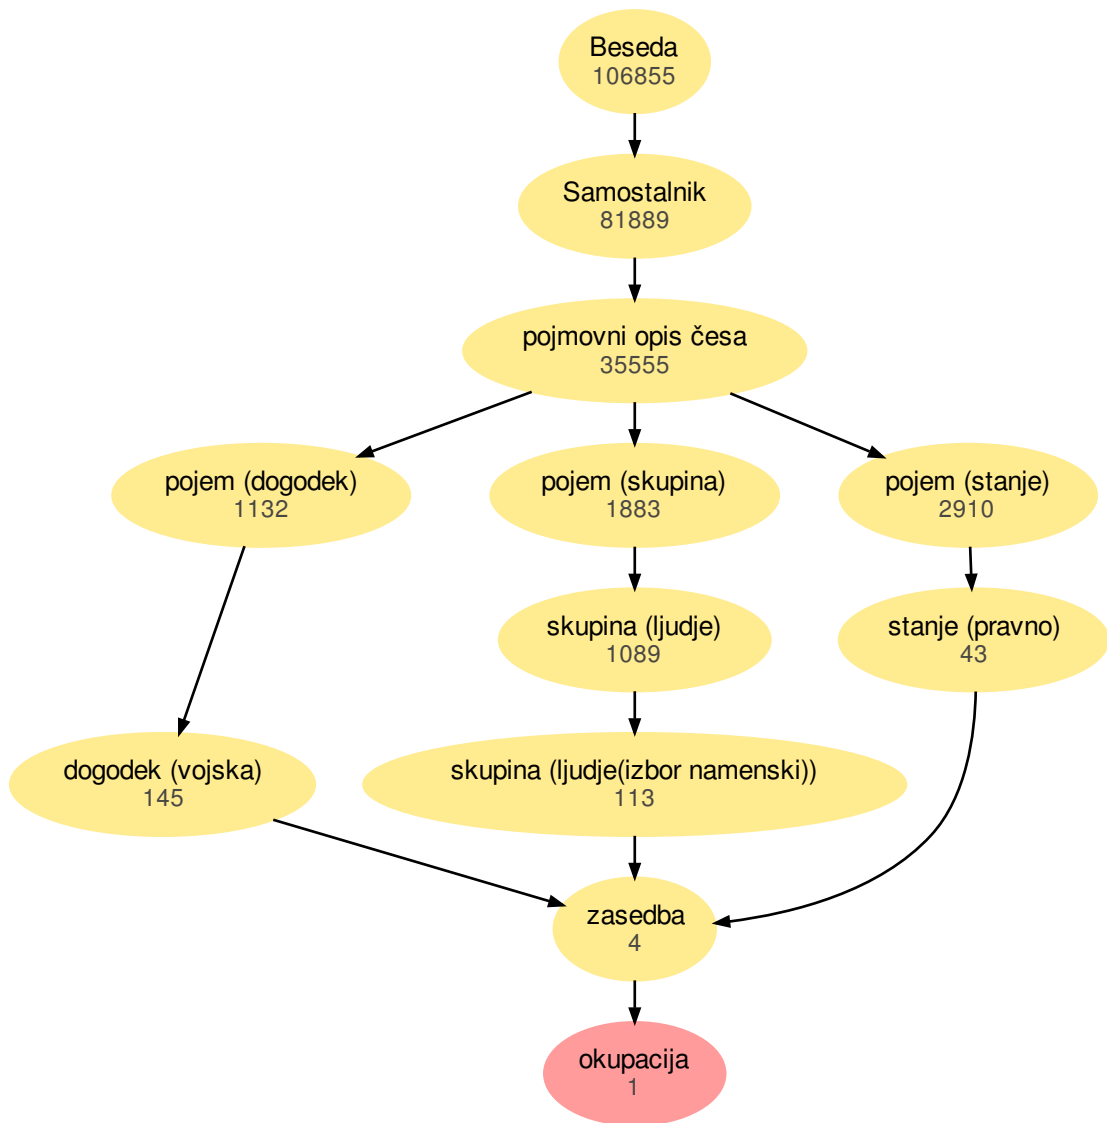 Beseda
106855
Samostalnik
81889
pojmovni opis česa
35555
pojem (dogodek)
1132
pojem (skupina)
1883
pojem (stanje)
2910
skupina (ljudje)
1089
stanje (pravno)
43
dogodek (vojska)
145
skupina (ljudje(izbor namenski))
113
zasedba
4
okupacija
1